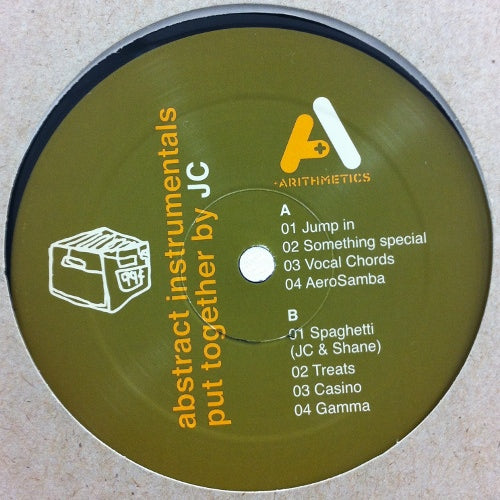 abstract instrumentals
put together by JC
99¢
A
·ARITHMETICS
A
01 Jump in
02 Something special
03 Vocal Chords
04 AeroSamba
B
01 Spaghetti
(JC & Shane)
02 Treats
03 Casino
04 Gamma